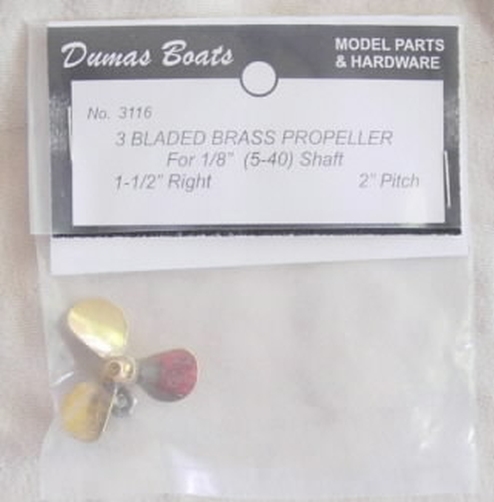 Dumas Boats
MODEL PARTS
& HARDWARE
No. 3116
3 BLADED BRASS PROPELLER
For 1/8" (5-40) Shaft
1-1/2" Right 2" Pitch